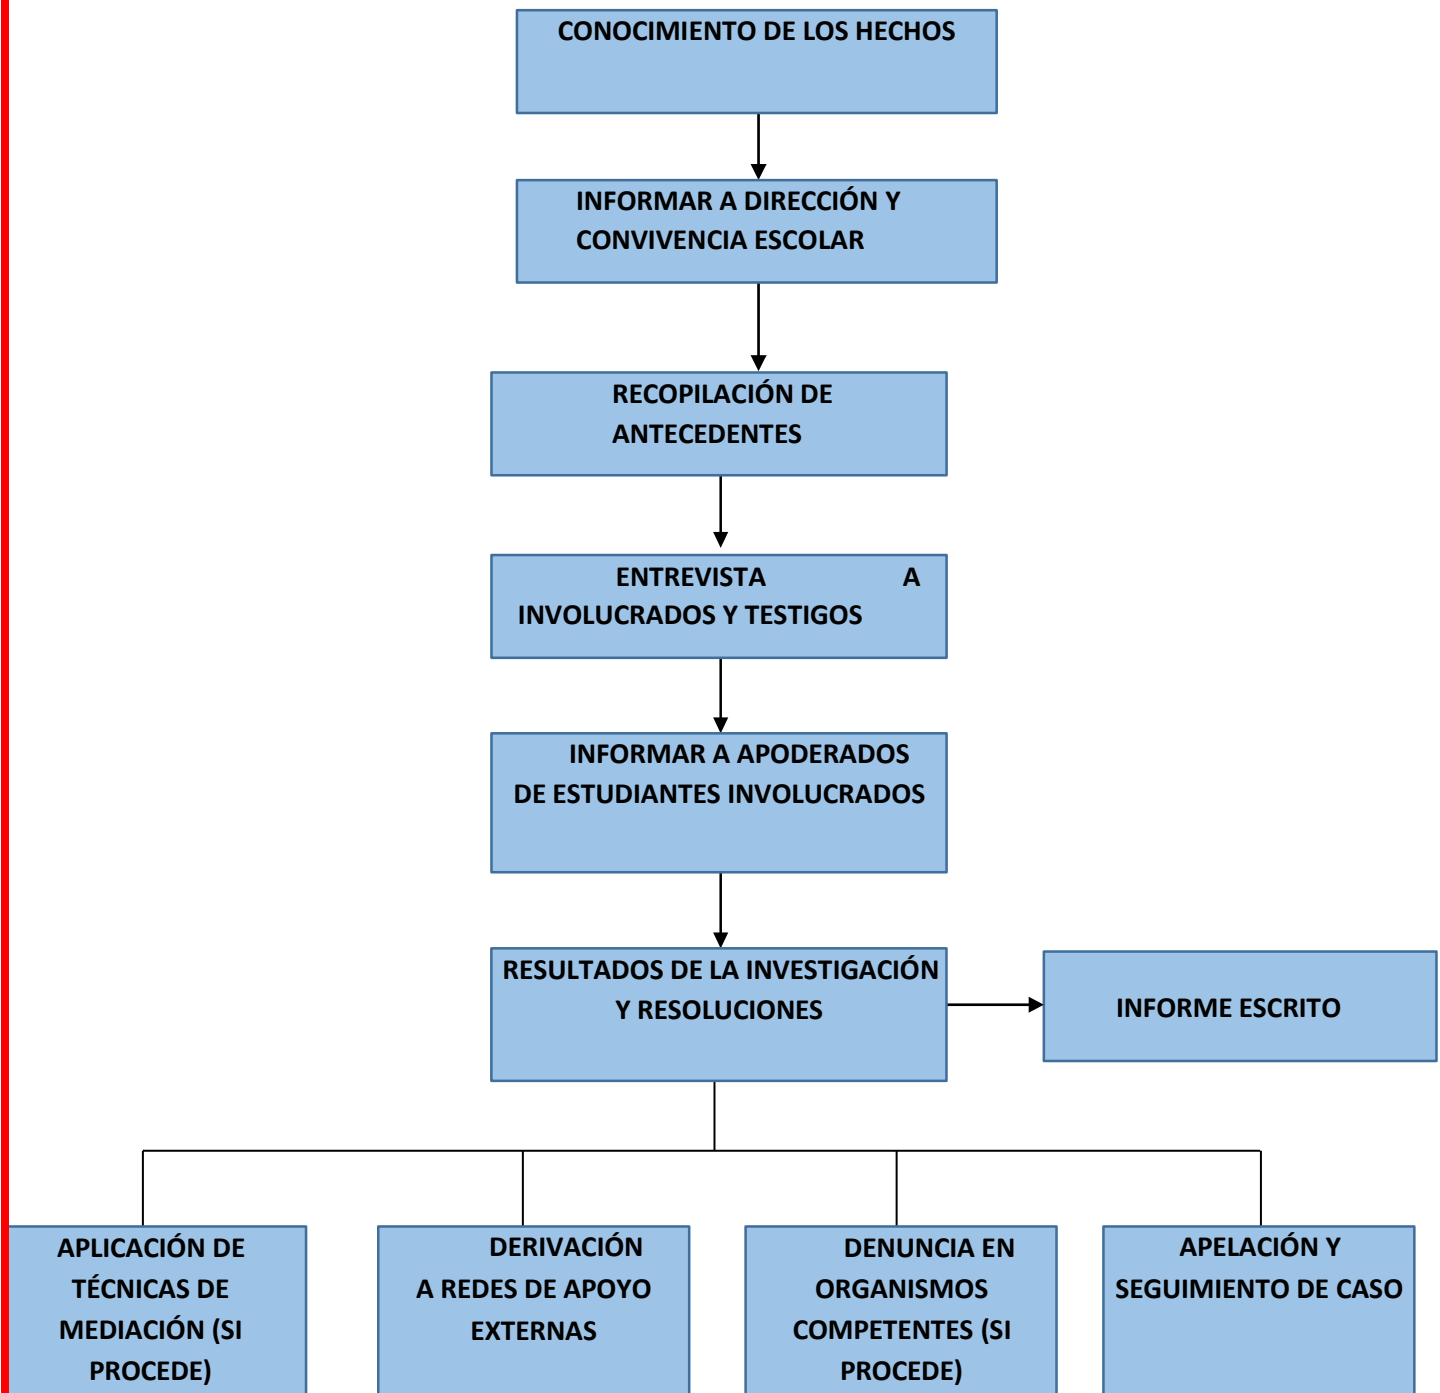 CONOCIMIENTO DE LOS HECHOS
INFORMAR A DIRECCIÓN Y
CONVIVENCIA ESCOLAR
RECOPILACIÓN DE
ANTECEDENTES
ENTREVISTA A
INVOLUCRADOS Y TESTIGOS
INFORMAR A APODERADOS
DE ESTUDIANTES INVOLUCRADOS
RESULTADOS DE LA INVESTIGACIÓN
Y RESOLUCIONES
INFORME ESCRITO
APLICACIÓN DE
TÉCNICAS DE
MEDIACIÓN (SI
PROCEDE)
DERIVACIÓN
A REDES DE APOYO
EXTERNAS
DENUNCIA EN
ORGANISMOS
COMPETENTES (SI
PROCEDE)
APELACIÓN Y
SEGUIMIENTO DE CASO